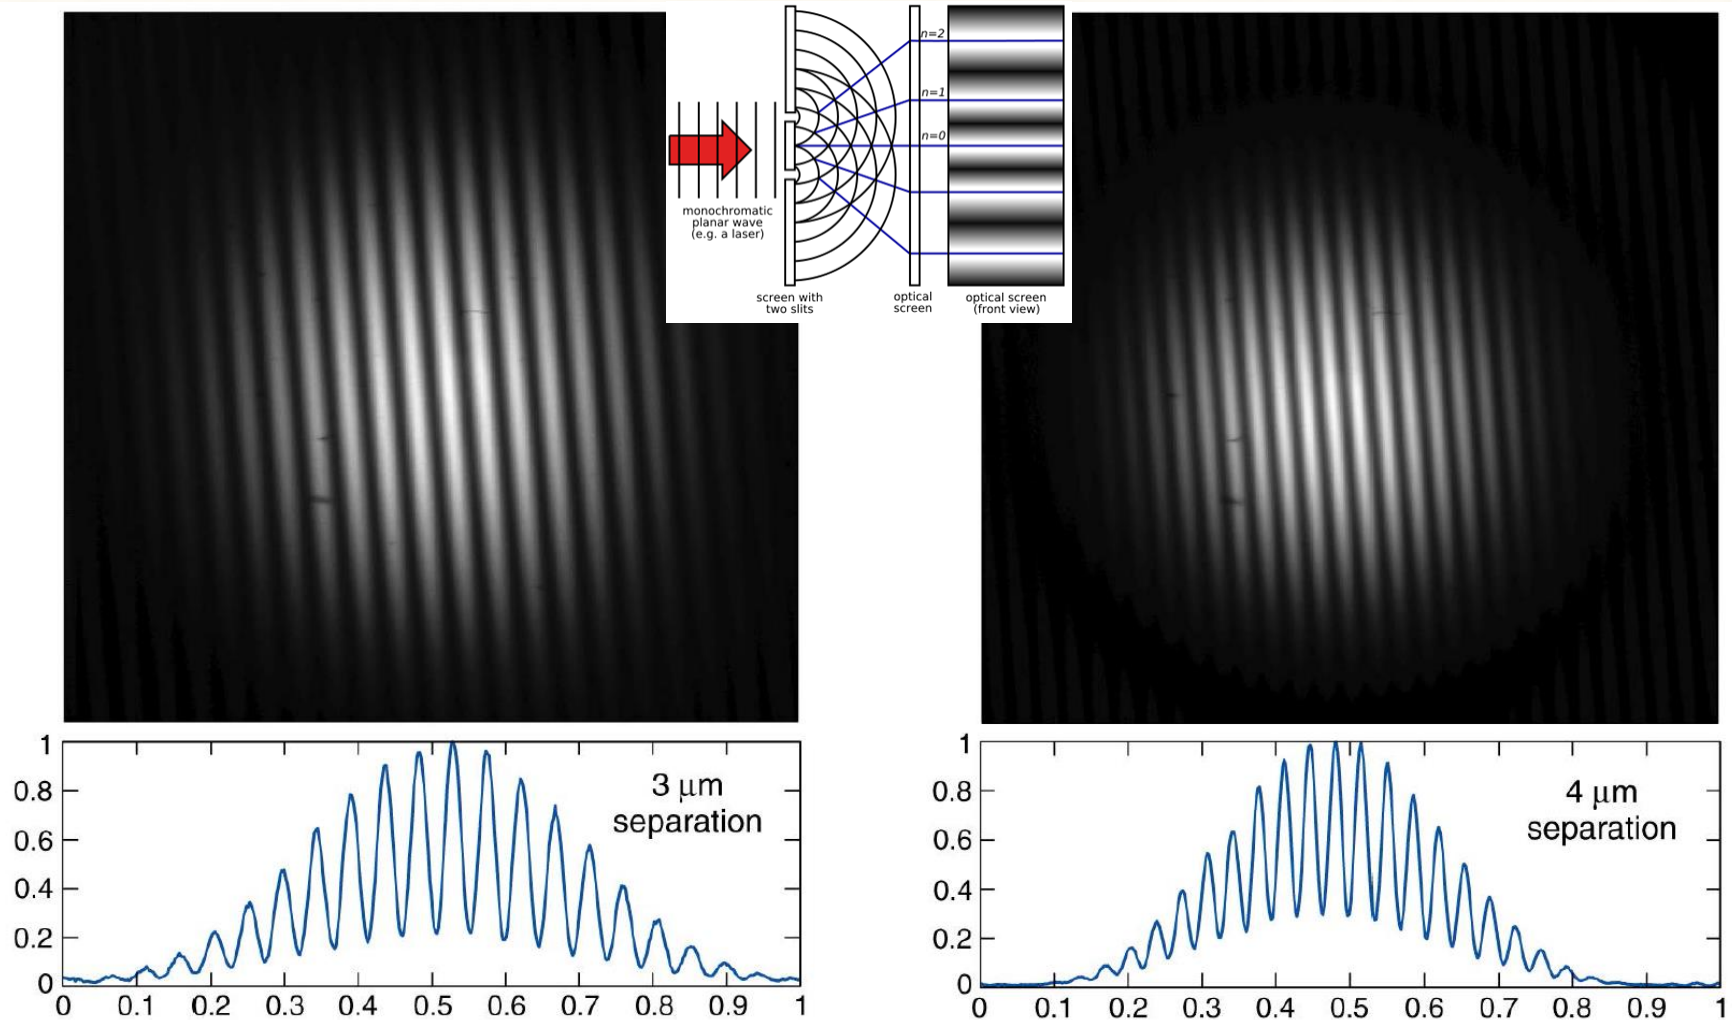 n=2
n=1
n=0
monochromatic
planar wave
(e.g. a laser)
screen with
two slits
optical
screen
optical screen
(front view)
1
0.8
0.6
0.4
0.2
0
3 μm
separation
0 0.1 0.2 0.3 0.4 0.5 0.6 0.7 0.8 0.9 1
1
0.8
0.6
0.4
0.2
0
4 μm
separation
0 0.1 0.2 0.3 0.4 0.5 0.6 0.7 0.8 0.9 1